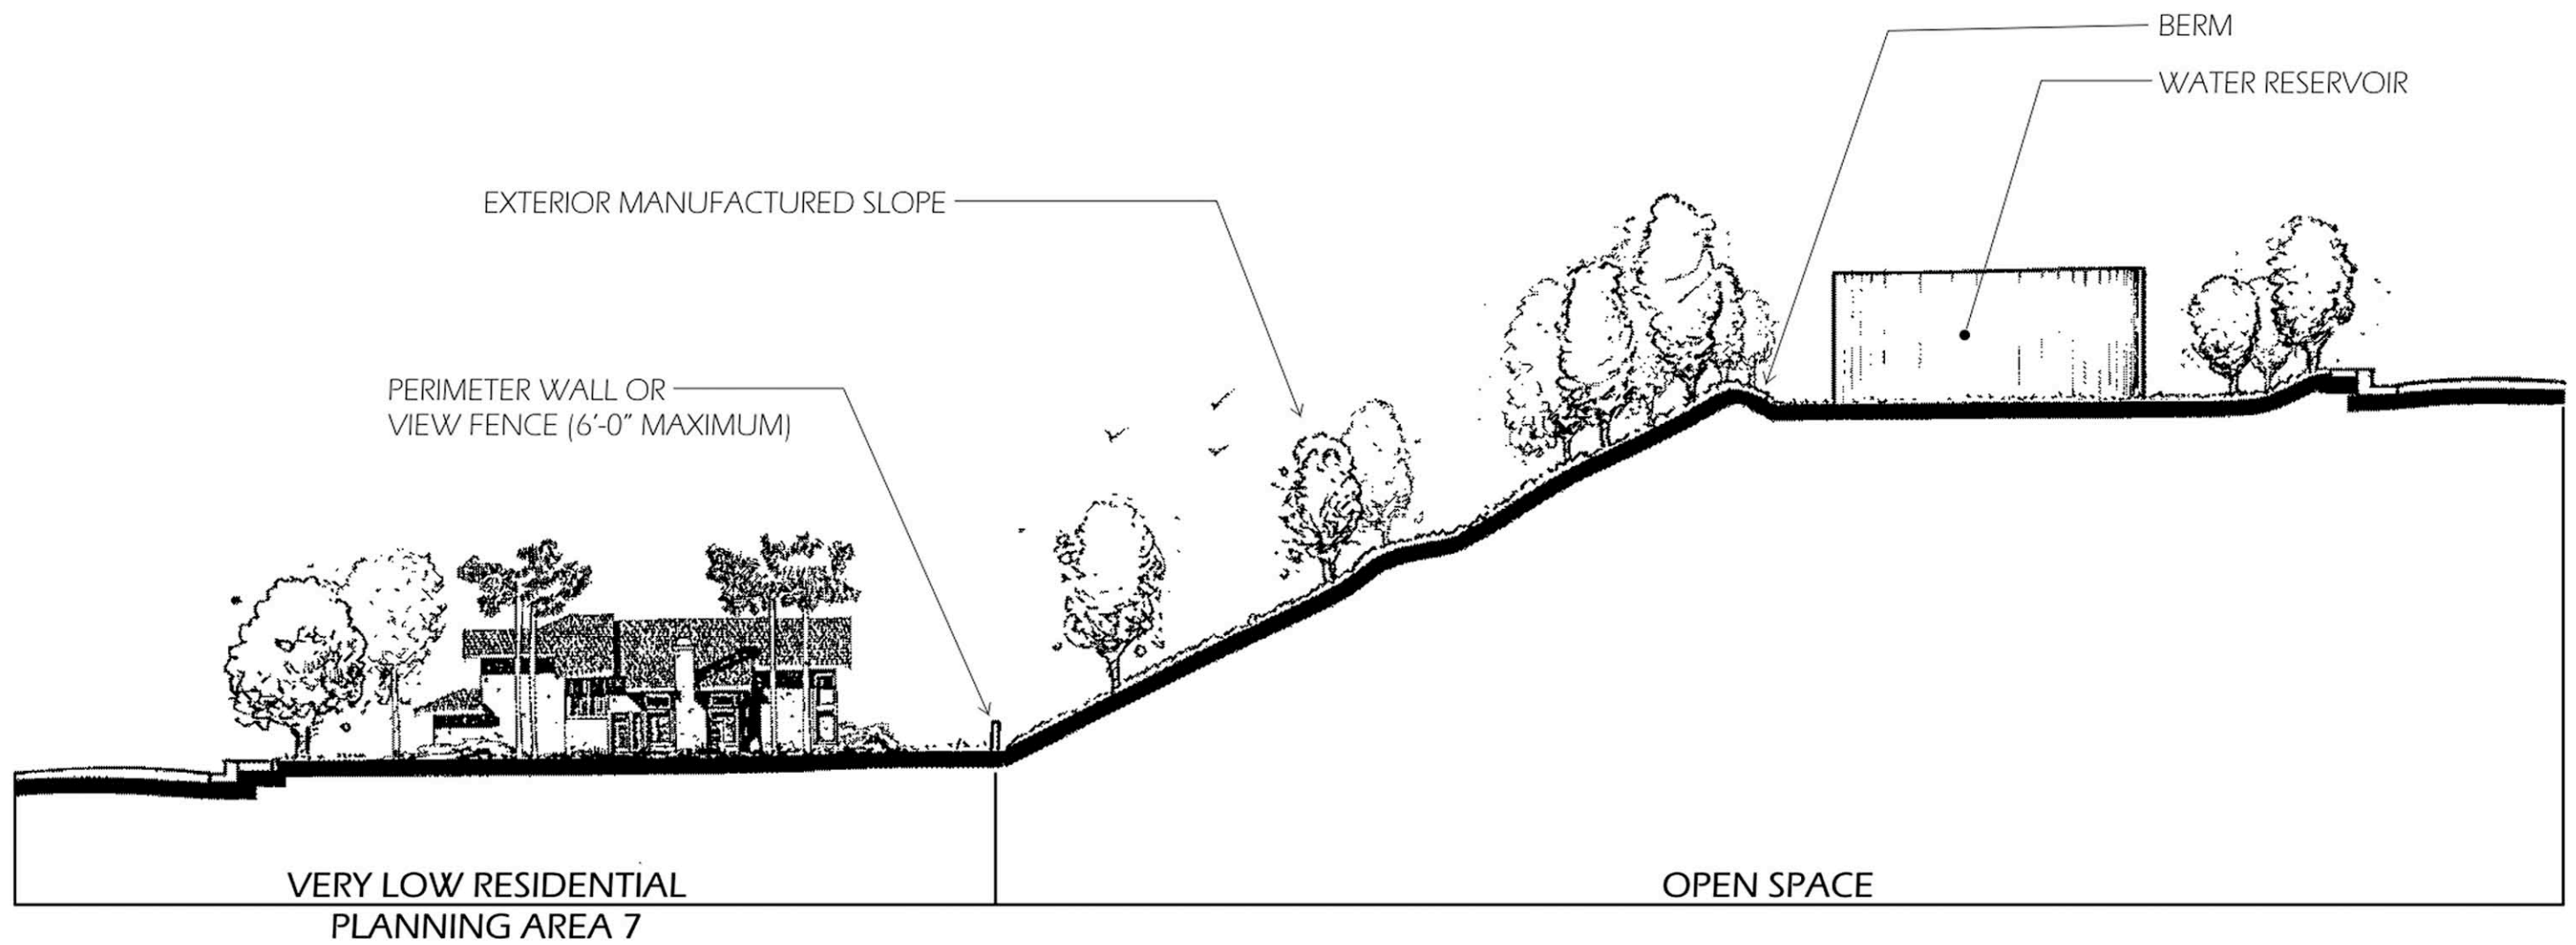 BERM
WATER RESERVOIR
EXTERIOR MANUFACTURED SLOPE
PERIMETER WALL OR
VIEW FENCE (6'-0" MAXIMUM)
VERY LOW RESIDENTIAL
OPEN SPACE
PLANNING AREA 7